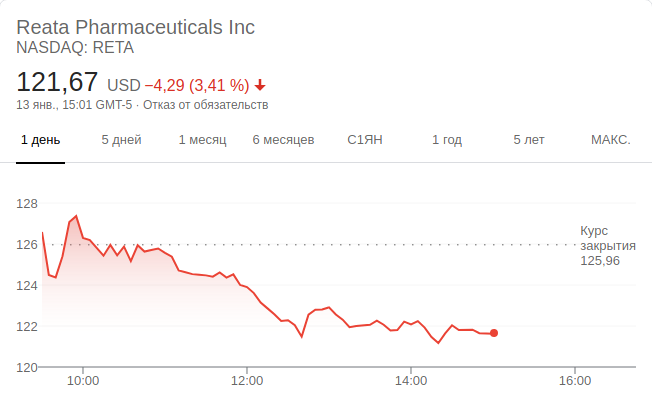 Reata Pharmaceuticals Inc
NASDAQ: RETA
121,67 USD −4,29 (3,41 %)
13 янв., 15:01 GMT-5 · Отказ от обязательств
1 день 5 дней 1 месяц 6 месяцев С1ЯН 1 год 5 лет МАКС.
128
126
124
122
120
Курс
закрытия
125,96
10:00 12:00 14:00 16:00